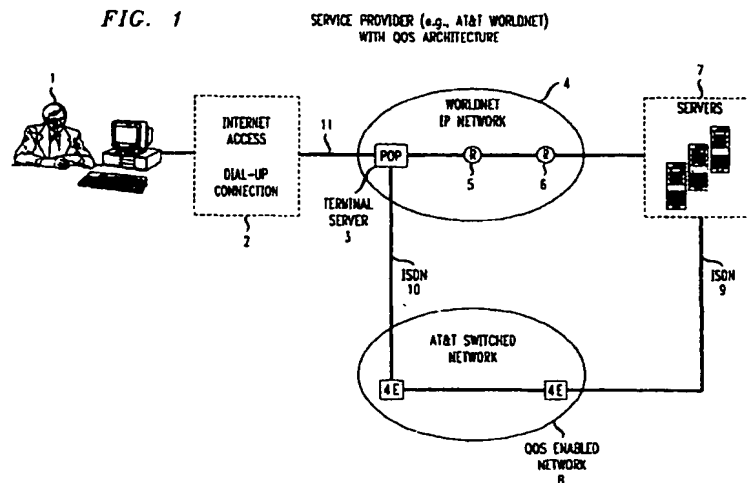 FIG. 1
SERVICE PROVIDER (e.g., AT&T WORLDNET)
WITH QOS ARCHITECTURE
1
INTERNET
ACCESS
DIAL-UP
CONNECTION
2
11
WORLDNET
IP NETWORK
4
POP
R
R
5
6
TERMINAL
SERVER
3
7
SERVERS
ISDN
10
ISDN
9
AT&T SWITCHED
NETWORK
4E
4E
QOS ENABLED
NETWORK
8